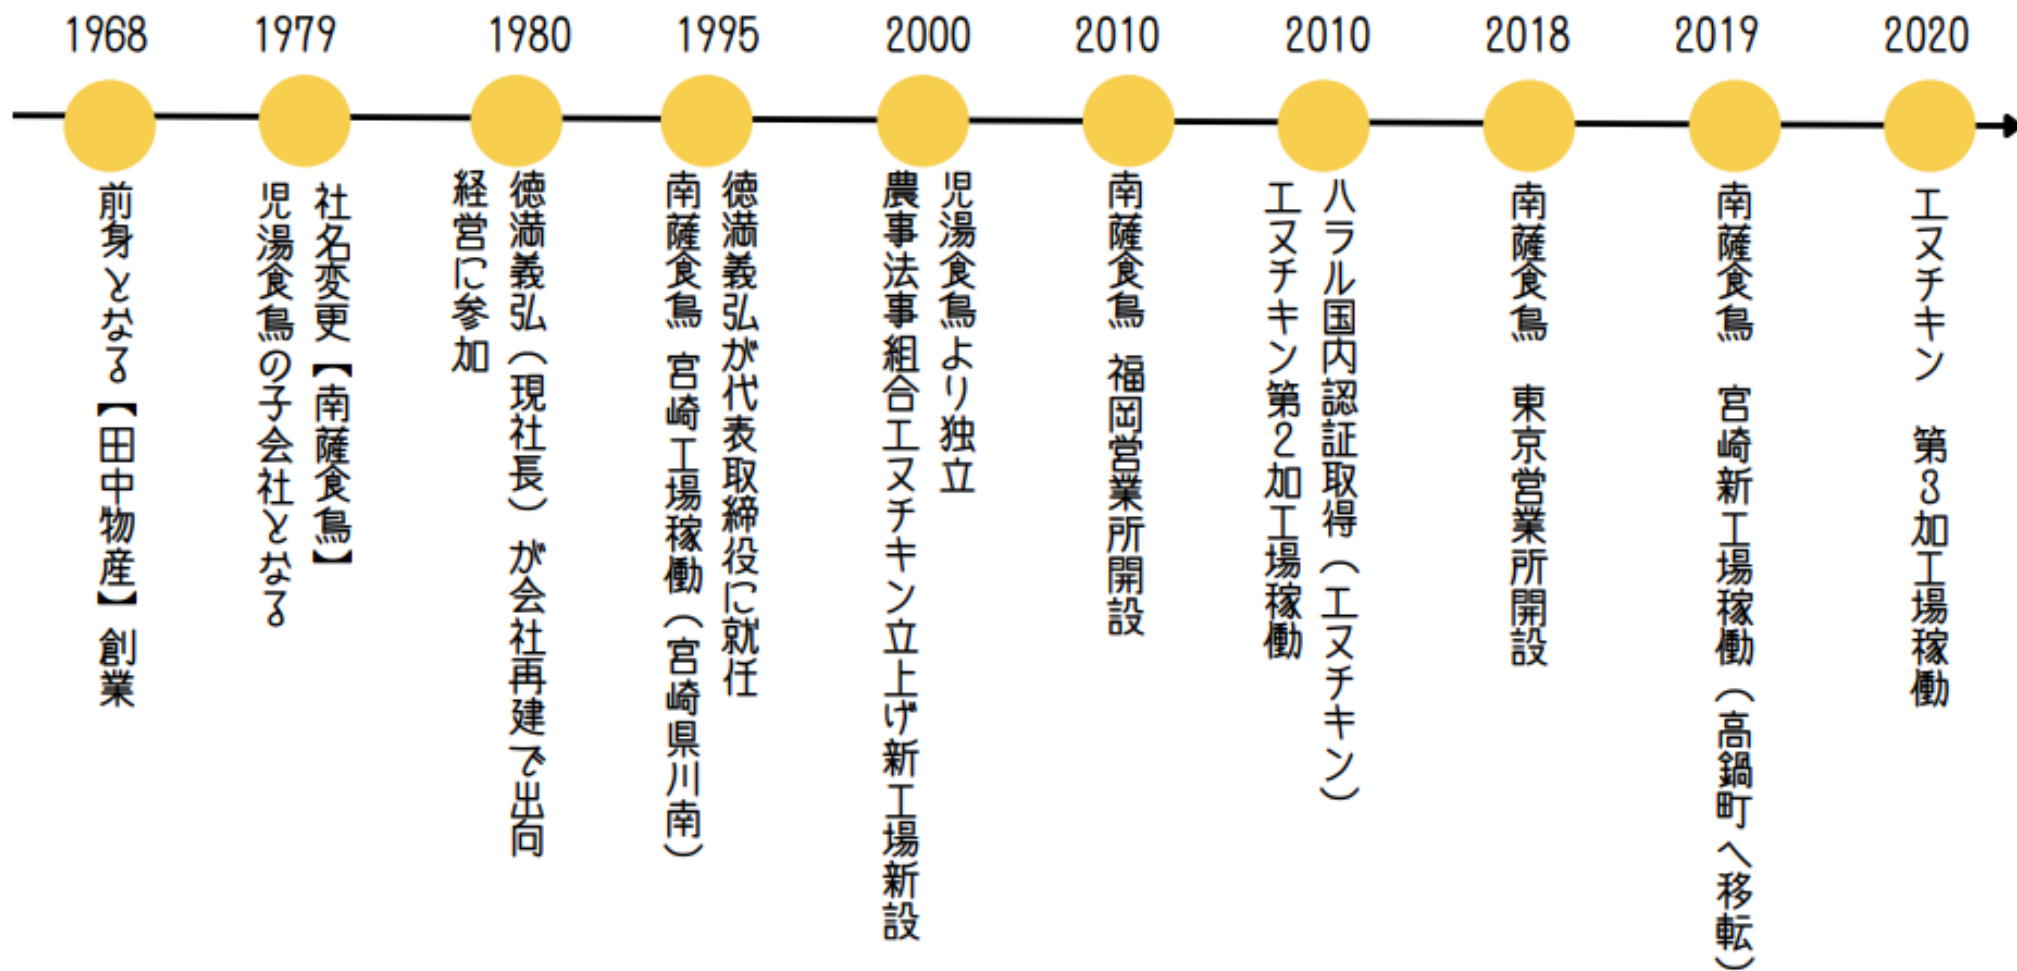 1968
前身となる【田中物産】創業
1979
社名変更【南薩食鳥】
児湯食鳥の子会社となる
1980
徳満義弘（現社長）が会社再建で出向
経営に参加
1995
徳満義弘が代表取締役に就任
南薩食鳥 宮崎工場稼働（宮崎県川南）
2000
児湯食鳥より独立
農事法事組合エヌチキン立上げ新工場新設
2010
南薩食鳥 福岡営業所開設
2010
ハラル国内認証取得（エヌチキン）
エヌチキン第2加工場稼働
2018
南薩食鳥　東京営業所開設
2019
南薩食鳥　宮崎新工場稼働（高鍋町へ移転）
2020
エヌチキン　第3加工場稼働